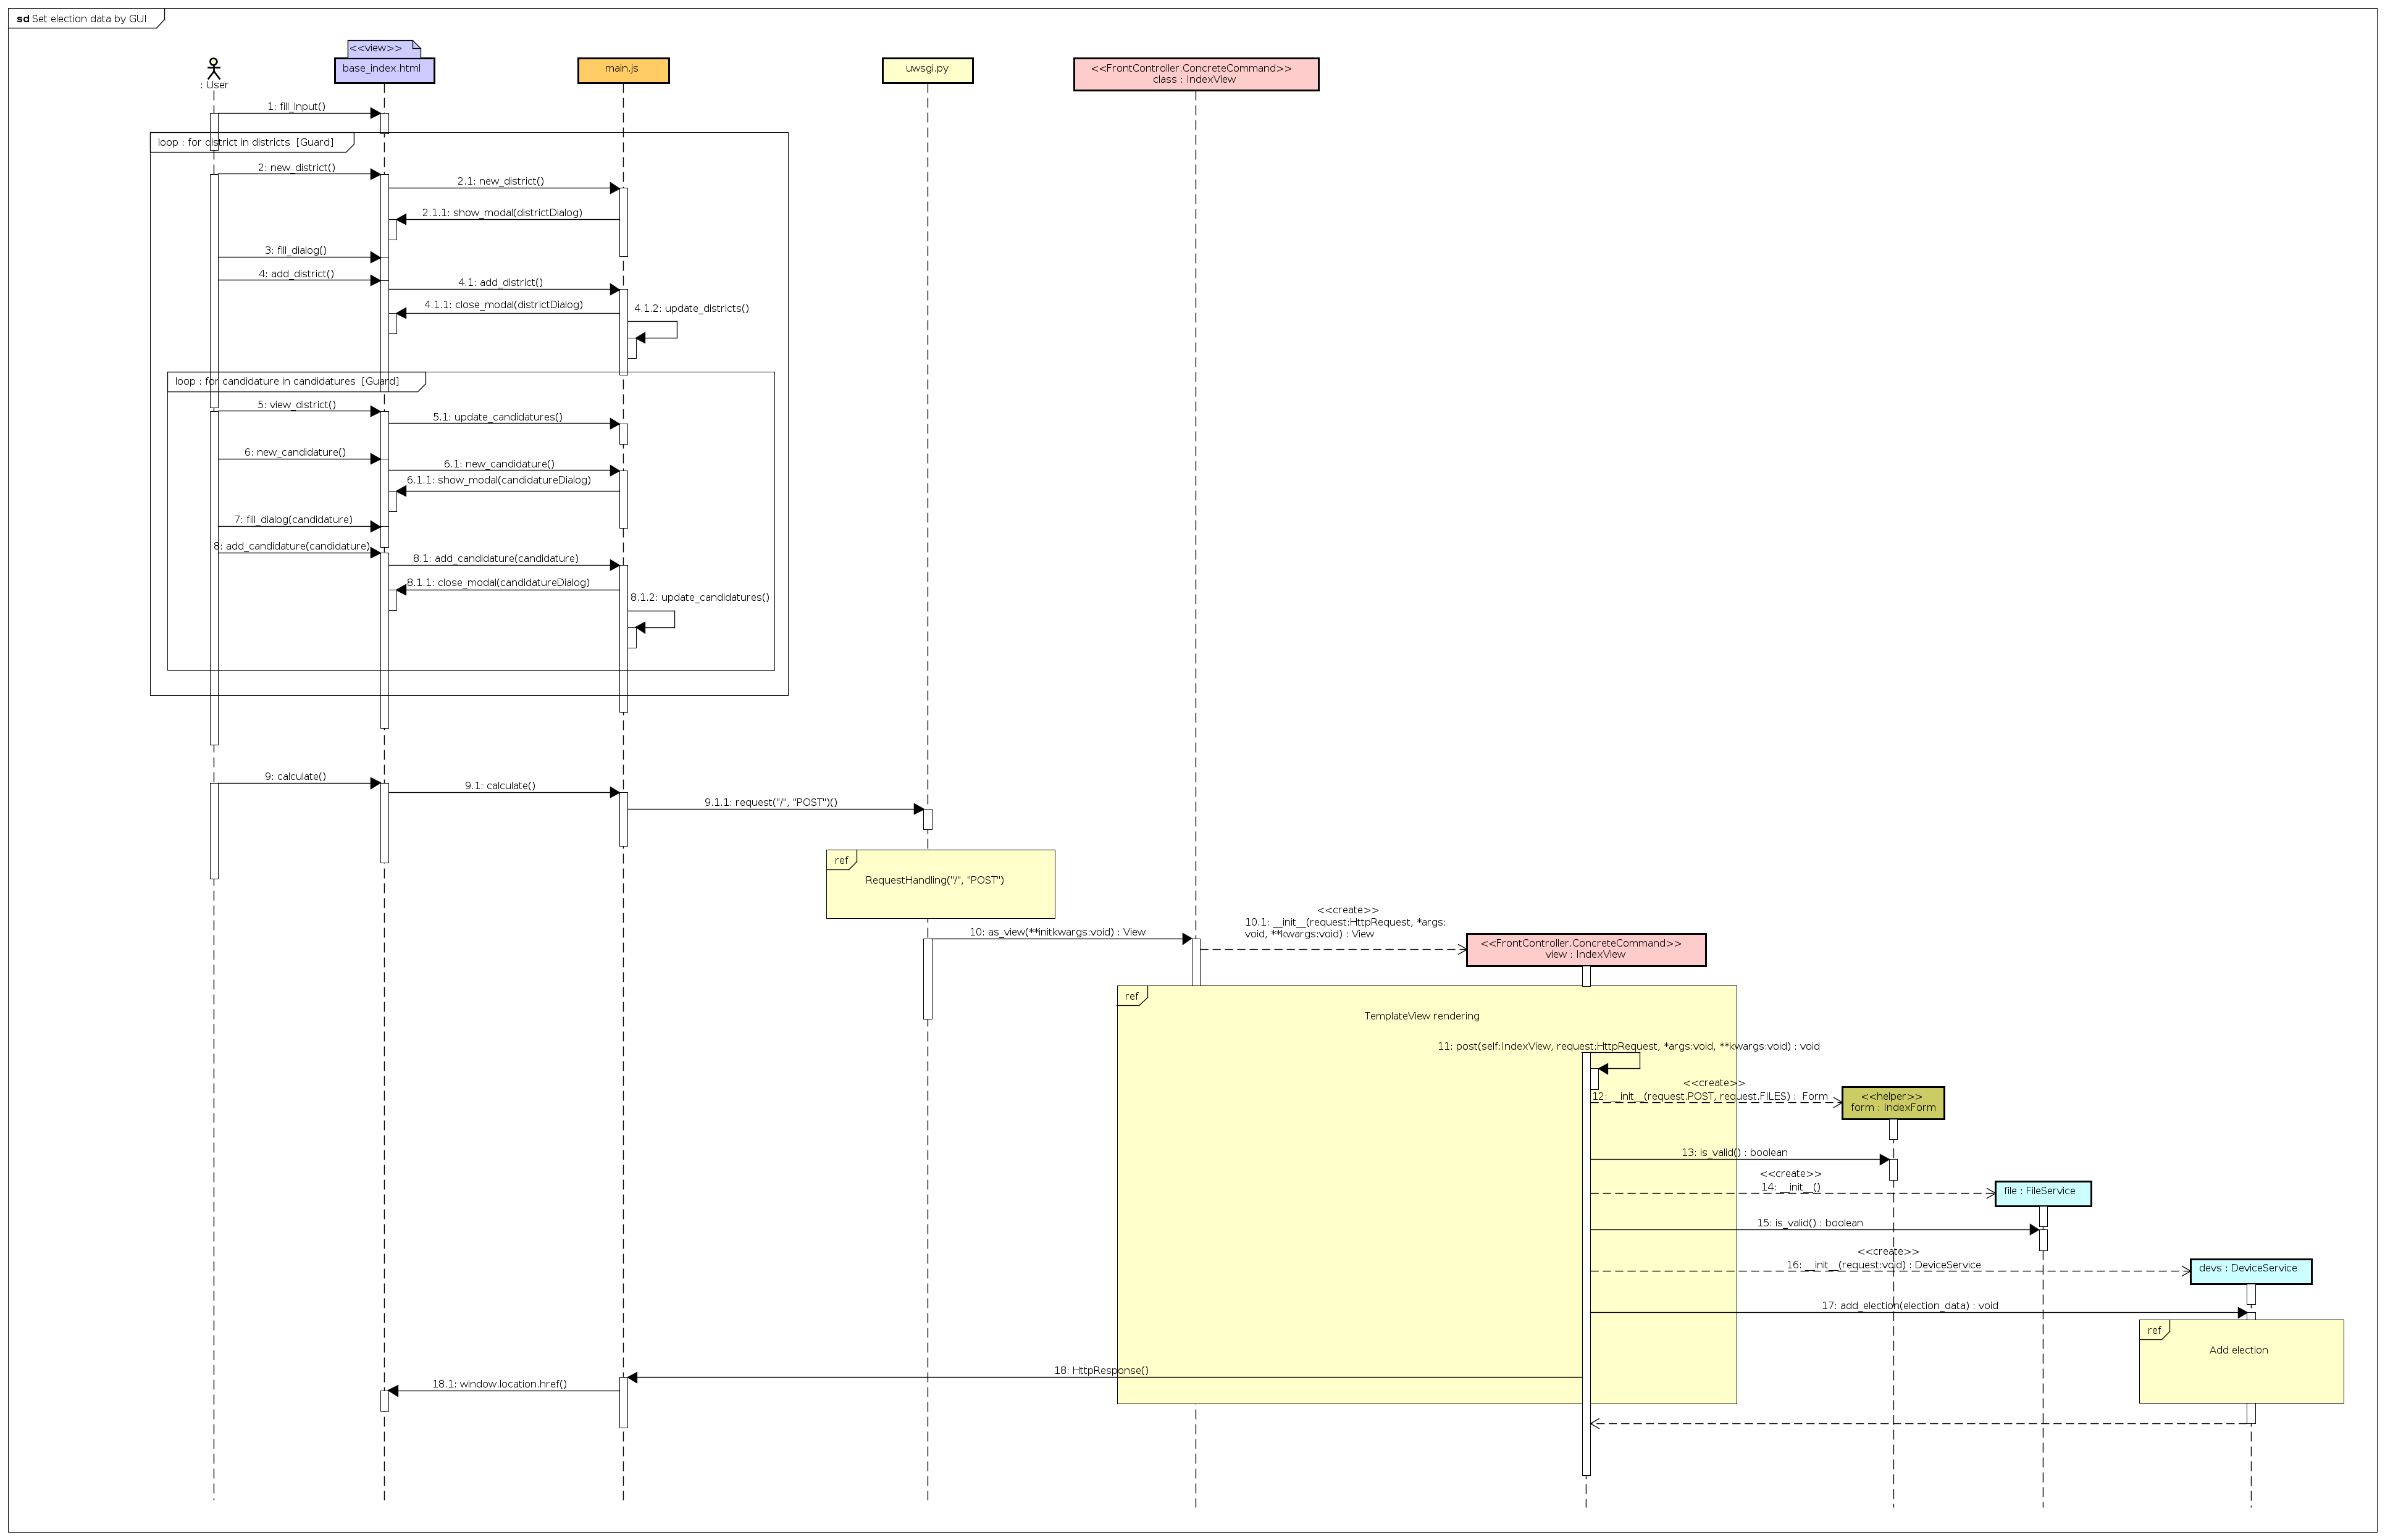 sd Set election data by GUI
<<view>>
base_index.html
main.js
uwsgi.py
<<FrontController.ConcreteCommand>>
class : IndexView
: User
1: fill_input()
loop : for district in districts [Guard]
2: new_district()
2.1: new_district()
2.1.1: show_modal(districtDialog)
3: fill_dialog()
4: add_district()
4.1: add_district()
4.1.1: close_modal(districtDialog)
4.1.2: update_districts()
loop : for candidature in candidatures [Guard]
5: view_district()
5.1: update_candidatures()
6: new_candidature()
6.1: new_candidature()
6.1.1: show_modal(candidatureDialog)
7: fill_dialog(candidature)
8: add_candidature(candidature)
8.1: add_candidature(candidature)
8.1.1: close_modal(candidatureDialog)
8.1.2: update_candidatures()
9: calculate()
9.1: calculate()
9.1.1: request("/", "POST")()
ref
RequestHandling("/", "POST")
10: as_view(**initkwargs:void) : View
<<create>>
10.1: __init__(request:HttpRequest, *args:
void, **kwargs:void) : View
<<FrontController.ConcreteCommand>>
view : IndexView
ref
TemplateView rendering
11: post(self:IndexView, request:HttpRequest, *args:void, **kwargs:void) : void
<<create>>
12: __init__(request.POST, request.FILES) : Form
<<helper>>
form : IndexForm
13: is_valid() : boolean
<<create>>
14: __init__()
file : FileService
15: is_valid() : boolean
<<create>>
16: __init__(request:void) : DeviceService
devs : DeviceService
17: add_election(election_data) : void
ref
Add election
18: HttpResponse()
18.1: window.location.href()